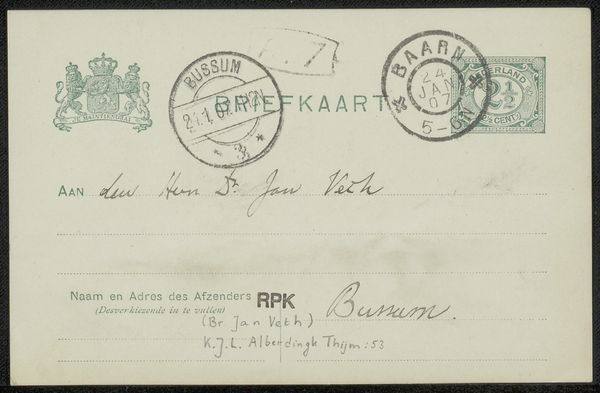 BUSSUM
24.1.07
3
BAARN
24
JAN
07
5-6N
NEDERLAND
2½
JE MAINTIENDRAI
BRIEFKAART
AAN den Heer Dr Jan Veth
Naam en Adres des Afzenders RPK
(Desverkiezende in te vullen)
Bussum.
(Br Jan Veth)
K.J.L. Alberdingk Thijm: 53